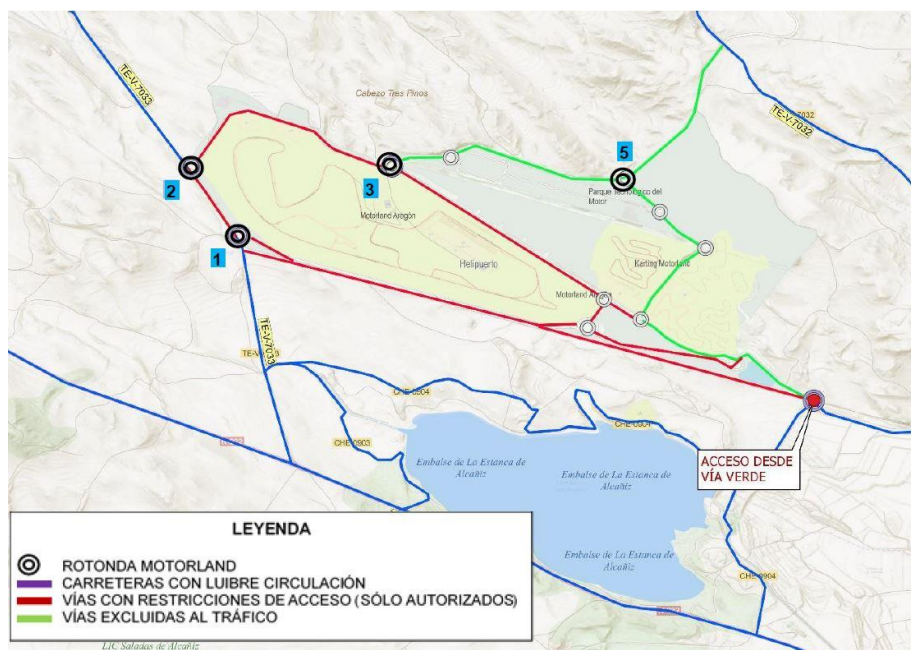 TE-V-7033
Cabezo Tres Pinos
TE-V-7032
2
3
5
Parque Tecnológico del
Motor
Motorland Aragón
1
Helipuerto
Karting Motorland
TE-V-7033
CHE-0904
CHE-0903
CHE-0904
ACCESO DESDE
VÍA VERDE
Embalse de La Estanca de
Alcañiz
Embalse de La Estanca de
Alcañiz
Embalse de La Estanca de
Alcañiz
CHE-0904
LEYENDA
ROTONDA MOTORLAND
CARRETERAS CON LUIBRE CIRCULACIÓN
VÍAS CON RESTRICCIONES DE ACCESO (SÓLO AUTORIZADOS)
VÍAS EXCLUIDAS AL TRÁFICO
LIC Saladas de Alcañiz